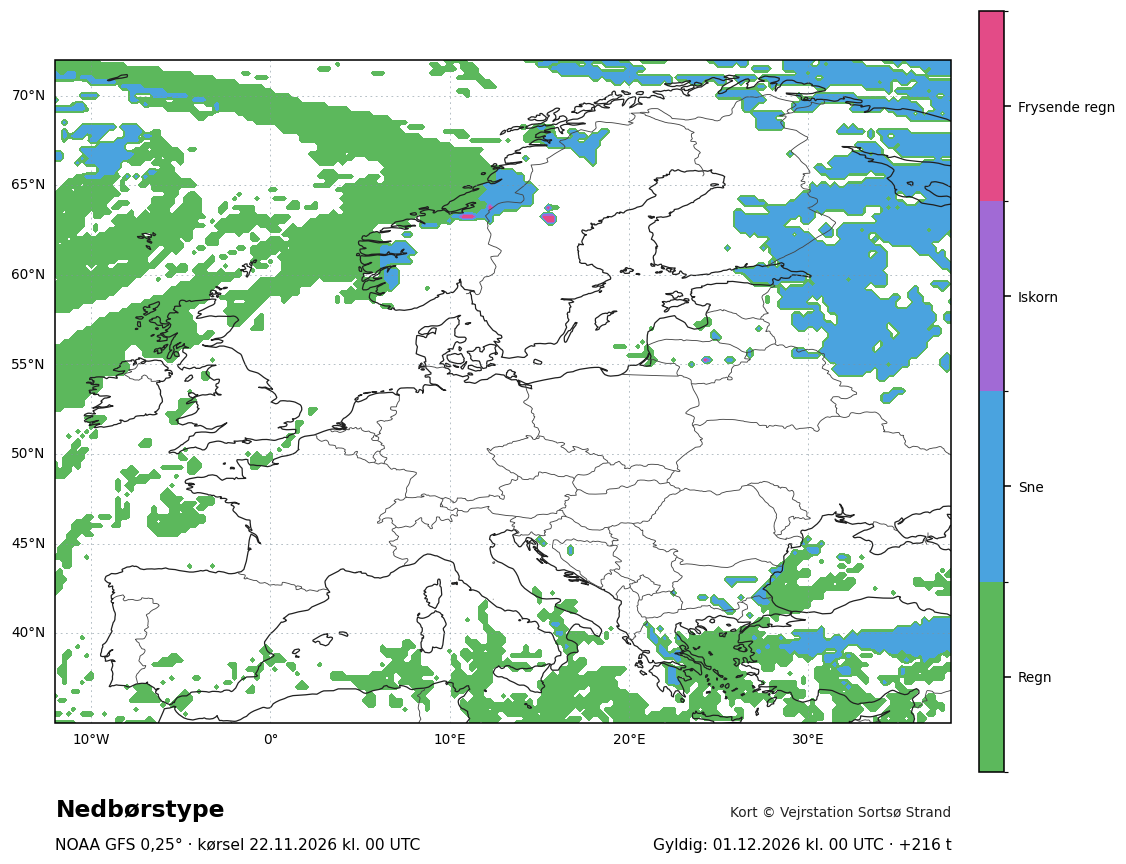 Frysende regn
Iskorn
Sne
Regn
70°N
65°N
60°N
55°N
50°N
45°N
40°N
10°W
0°
10°E
20°E
30°E
Nedbørstype
Kort © Vejrstation Sortsø Strand
NOAA GFS 0,25° · kørsel 22.11.2026 kl. 00 UTC
Gyldig: 01.12.2026 kl. 00 UTC · +216 t